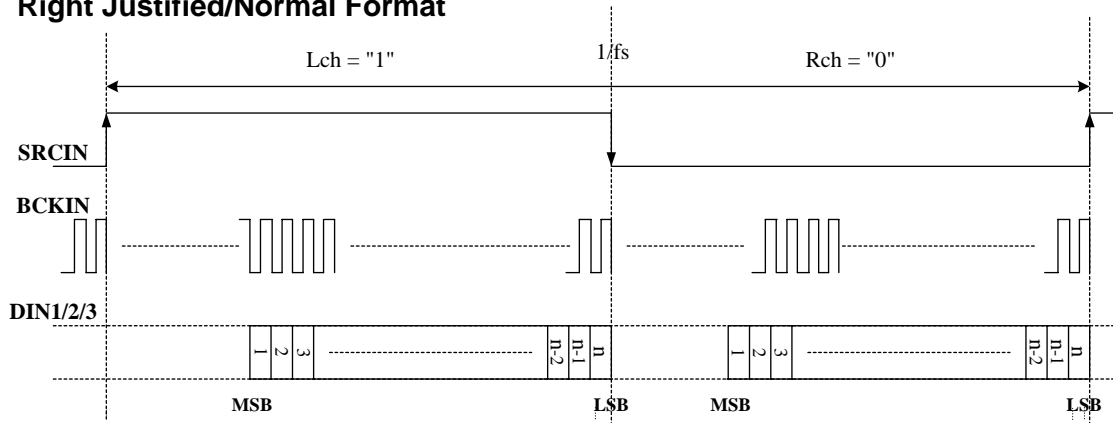 Right Justified/Normal Format
1/fs
Lch = "1"
Rch = "0"
SRCIN
BCKIN
DIN1/2/3
1 2 3 n-2 n-1 n 1 2 3 n-2 n-1 n
MSB LSB MSB LSB